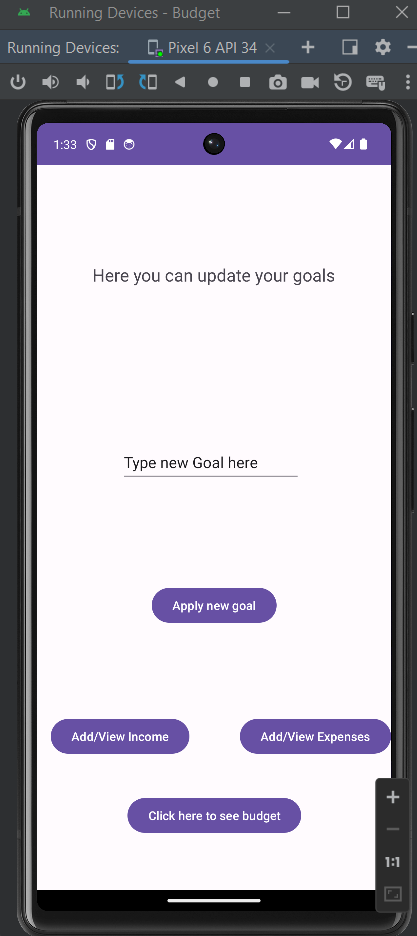 Running Devices - Budget
Running Devices: Pixel 6 API 34
1:33
Here you can update your goals
Type new Goal here
Apply new goal
Add/View Income Add/View Expenses
Click here to see budget
1:1